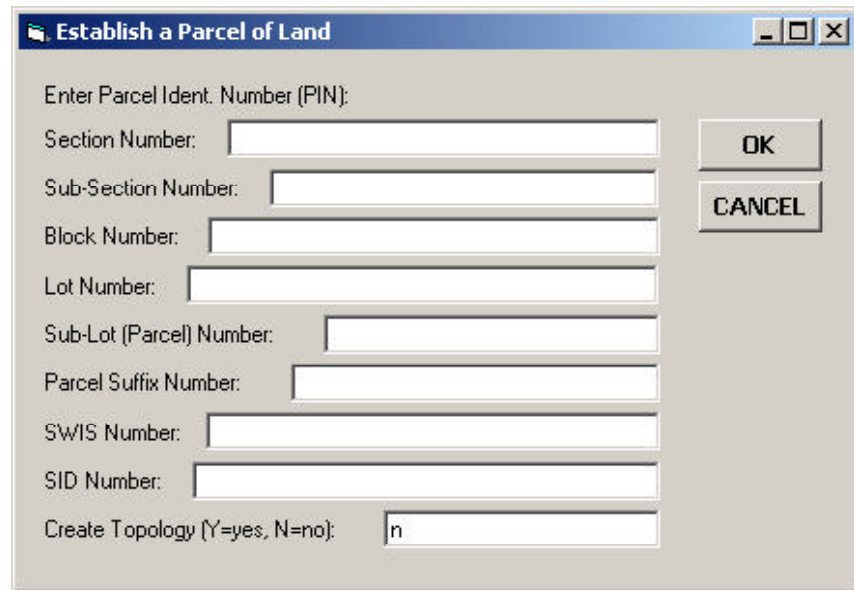 Establish a Parcel of Land
Enter Parcel Ident. Number (PIN):
Section Number:
OK
Sub-Section Number:
CANCEL
Block Number:
Lot Number:
Sub-Lot (Parcel) Number:
Parcel Suffix Number:
SWIS Number:
SID Number:
Create Topology (Y=yes, N=no): n